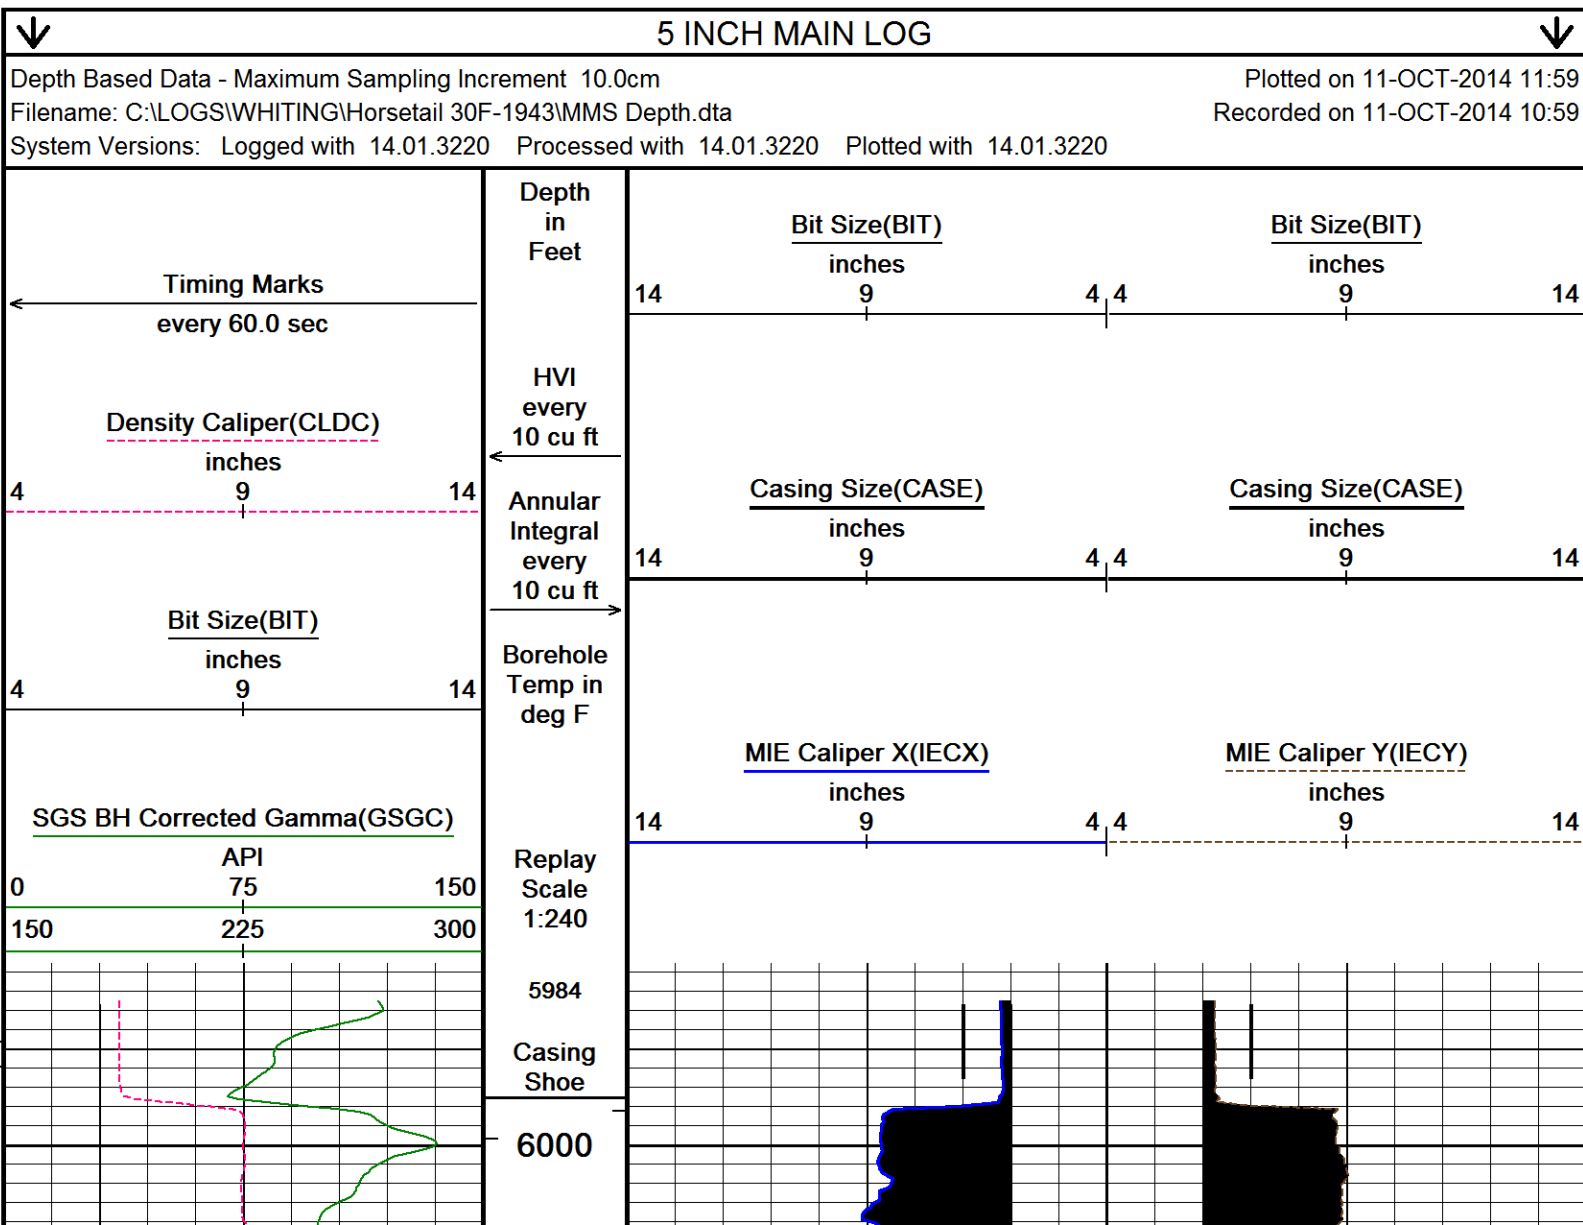 5 INCH MAIN LOG
Depth Based Data - Maximum Sampling Increment 10.0cm
Plotted on 11-OCT-2014 11:59
Filename: C:\LOGS\WHITING\Horsetail 30F-1943\MMS Depth.dta
Recorded on 11-OCT-2014 10:59
System Versions: Logged with 14.01.3220 Processed with 14.01.3220 Plotted with 14.01.3220
Timing Marks
every 60.0 sec
Density Caliper(CLDC)
inches
4 9 14
Bit Size(BIT)
inches
4 9 14
SGS BH Corrected Gamma(GSGC)
API
0 75 150
150 225 300
Depth
in
Feet
HVI
every
10 cu ft
Annular
Integral
every
10 cu ft
Borehole
Temp in
deg F
Replay
Scale
1:240
5984
Casing
Shoe
6000
Bit Size(BIT)
inches
14 9 4
Bit Size(BIT)
inches
4 9 14
Casing Size(CASE)
inches
14 9 4
Casing Size(CASE)
inches
4 9 14
MIE Caliper X(IECX)
inches
14 9 4
MIE Caliper Y(IECY)
inches
4 9 14